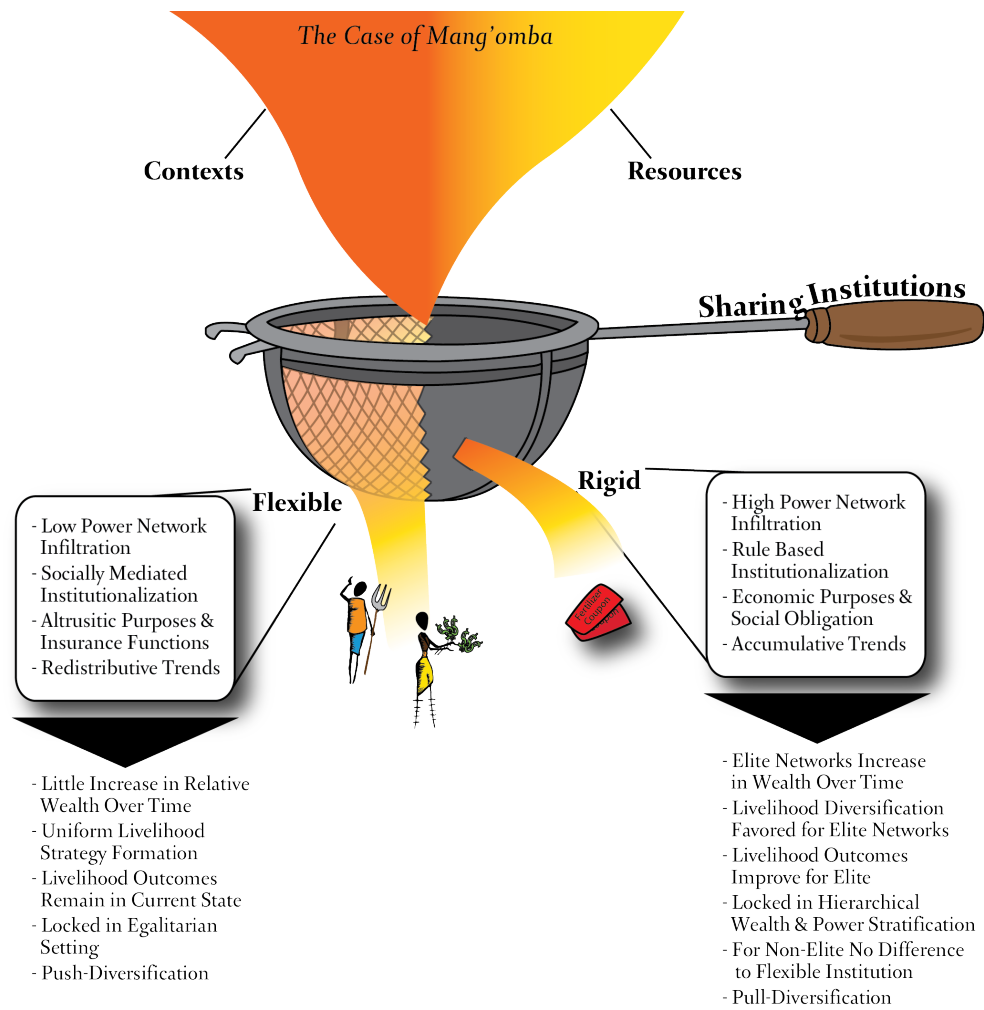 The Case of Mang'omba
Contexts
Resources
Sharing Institutions
Flexible
Rigid
- Low Power Network
Infiltration
- Socially Mediated
Institutionalization
- Altrusitic Purposes &
Insurance Functions
- Redistributive Trends
- High Power Network
Infiltration
- Rule Based
Institutionalization
- Economic Purposes &
Social Obligation
- Accumulative Trends
Fertilizer
Coupon
- Little Increase in Relative
Wealth Over Time
- Uniform Livelihood
Strategy Formation
- Livelihood Outcomes
Remain in Current State
- Locked in Egalitarian
Setting
- Push-Diversification
- Elite Networks Increase
in Wealth Over Time
- Livelihood Diversification
Favored for Elite Networks
- Livelihood Outcomes
Improve for Elite
- Locked in Hierarchical
Wealth & Power Stratification
- For Non-Elite No Difference
to Flexible Institution
- Pull-Diversification